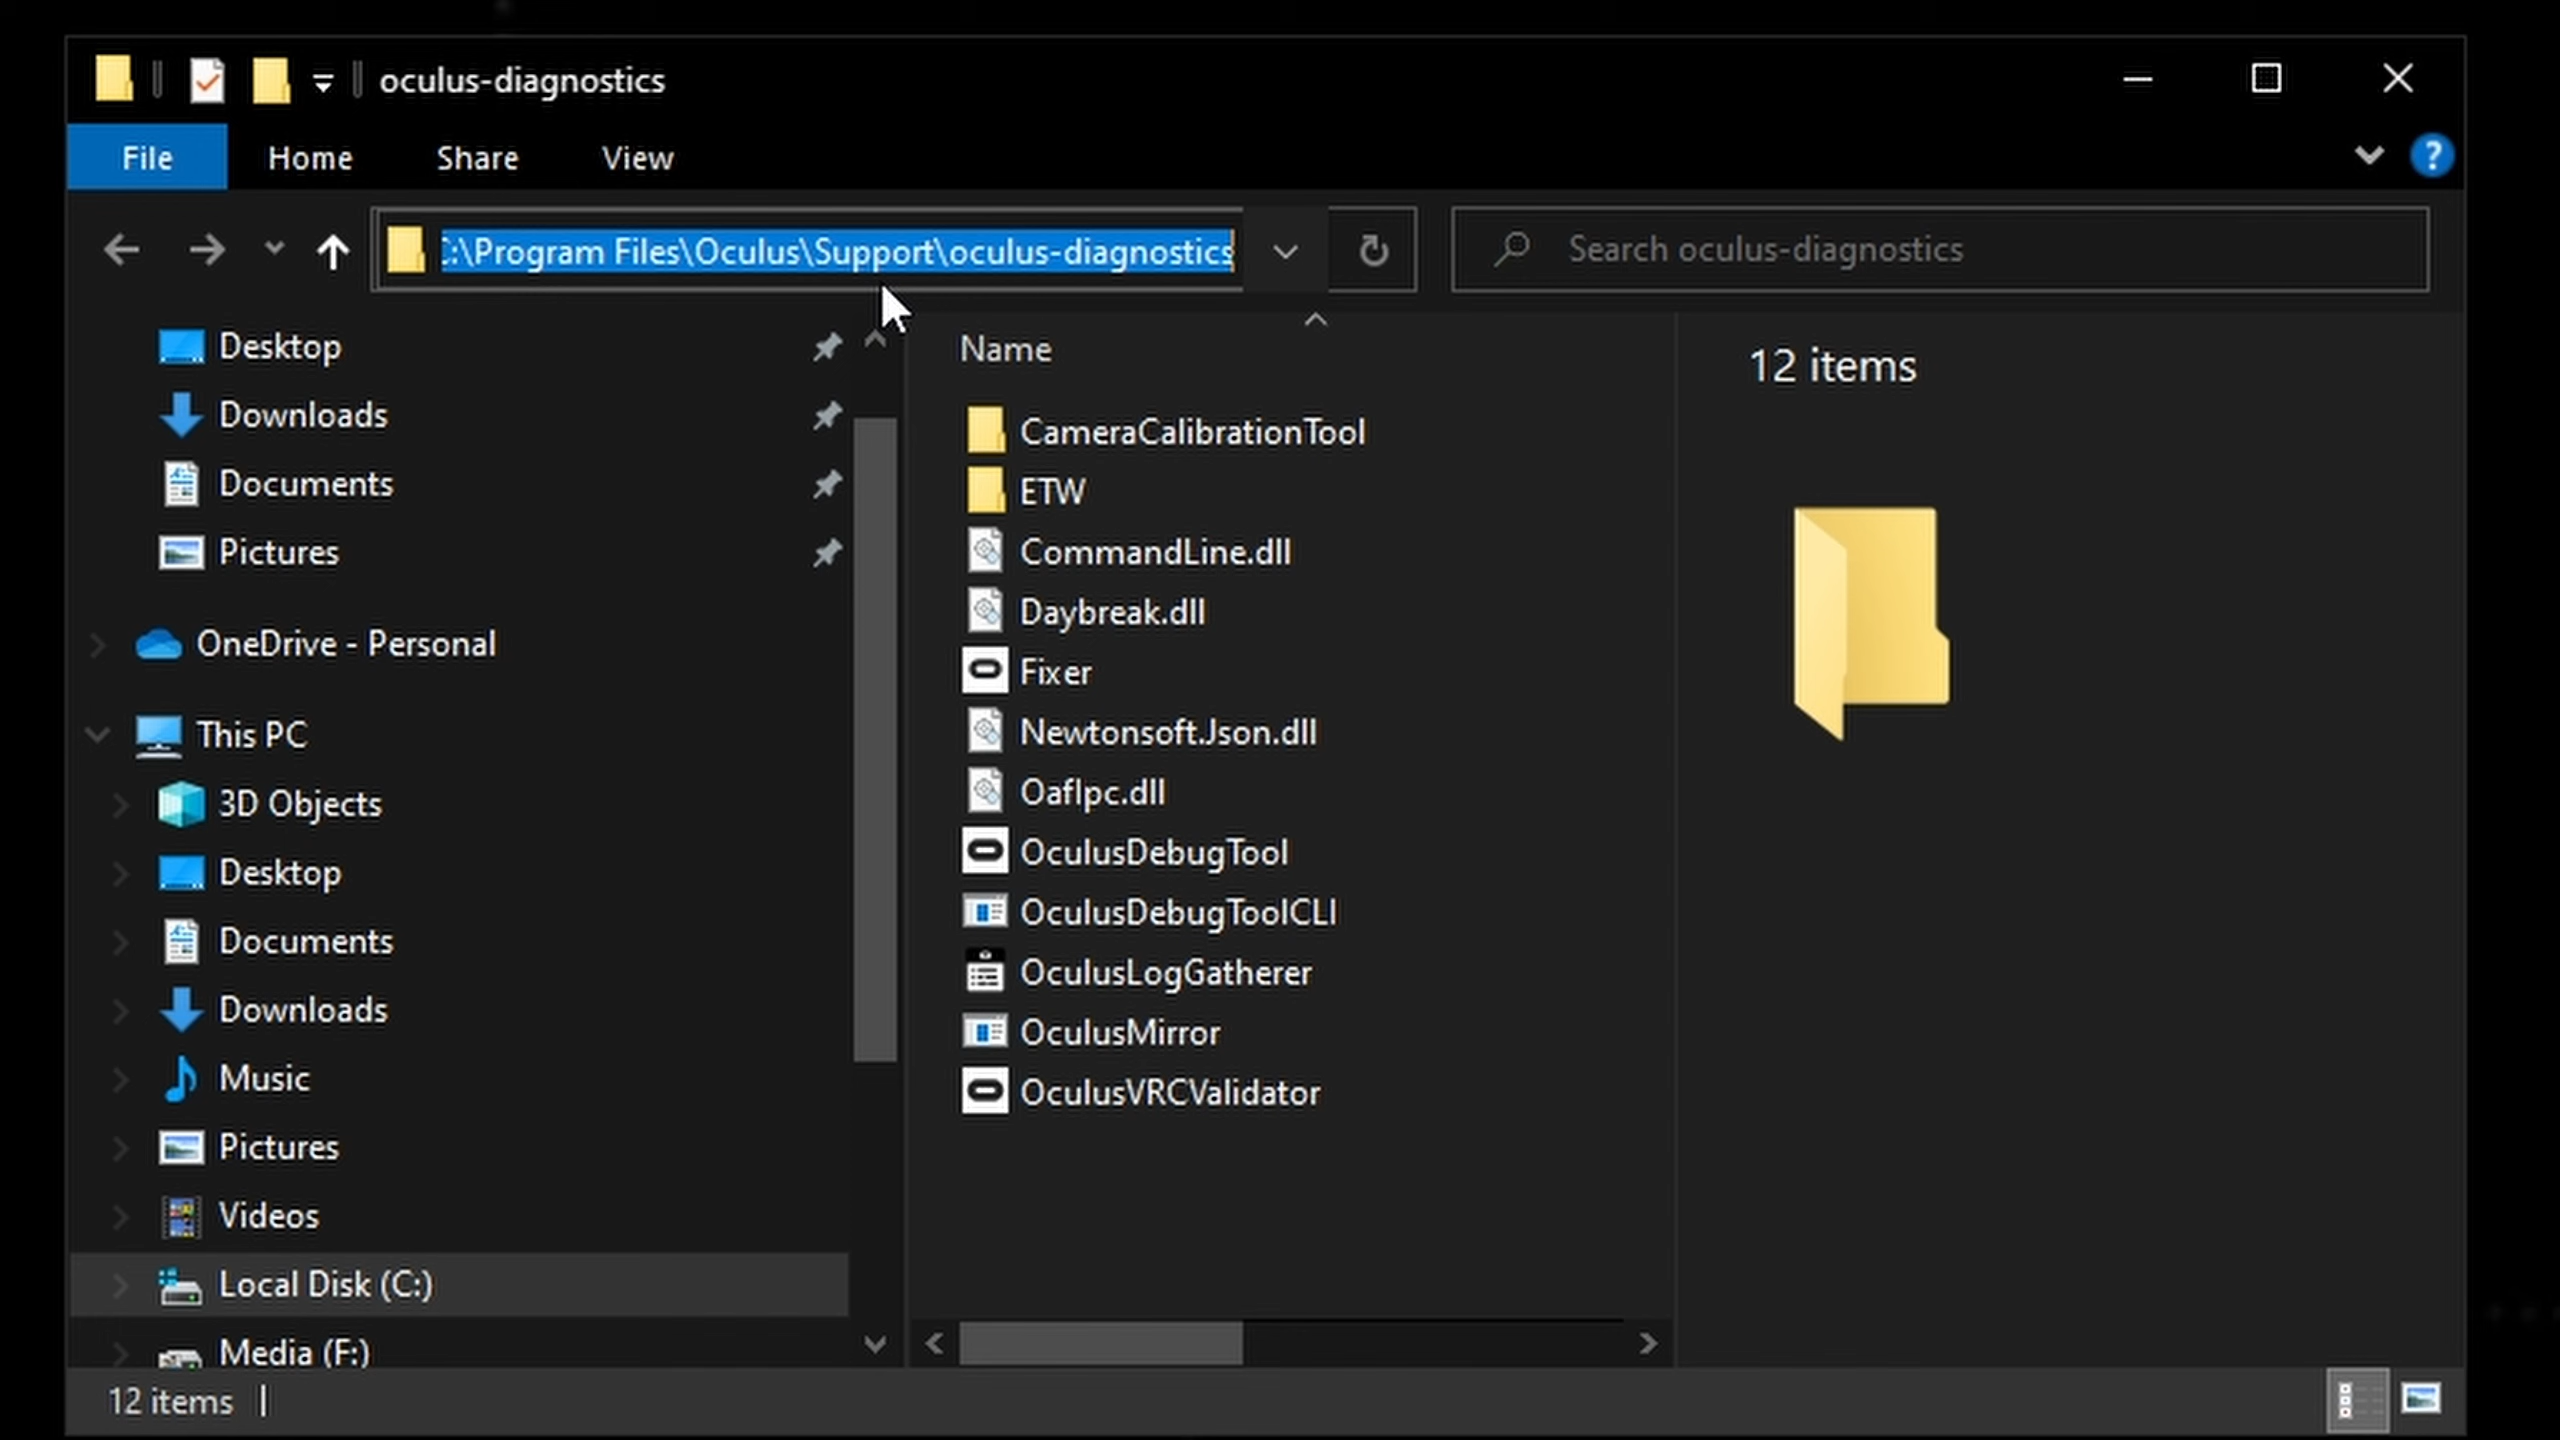 oculus-diagnostics
File Home Share View
?
C:\Program Files\Oculus\Support\oculus-diagnostics
Search oculus-diagnostics
Desktop
Downloads
Documents
Pictures
OneDrive - Personal
This PC
3D Objects
Desktop
Documents
Downloads
Music
Pictures
Videos
Local Disk (C:)
Media (F:)
Name
CameraCalibrationTool
ETW
CommandLine.dll
Daybreak.dll
Fixer
Newtonsoft.Json.dll
OafIpc.dll
OculusDebugTool
OculusDebugToolCLI
OculusLogGatherer
OculusMirror
OculusVRCValidator
12 items
12 items